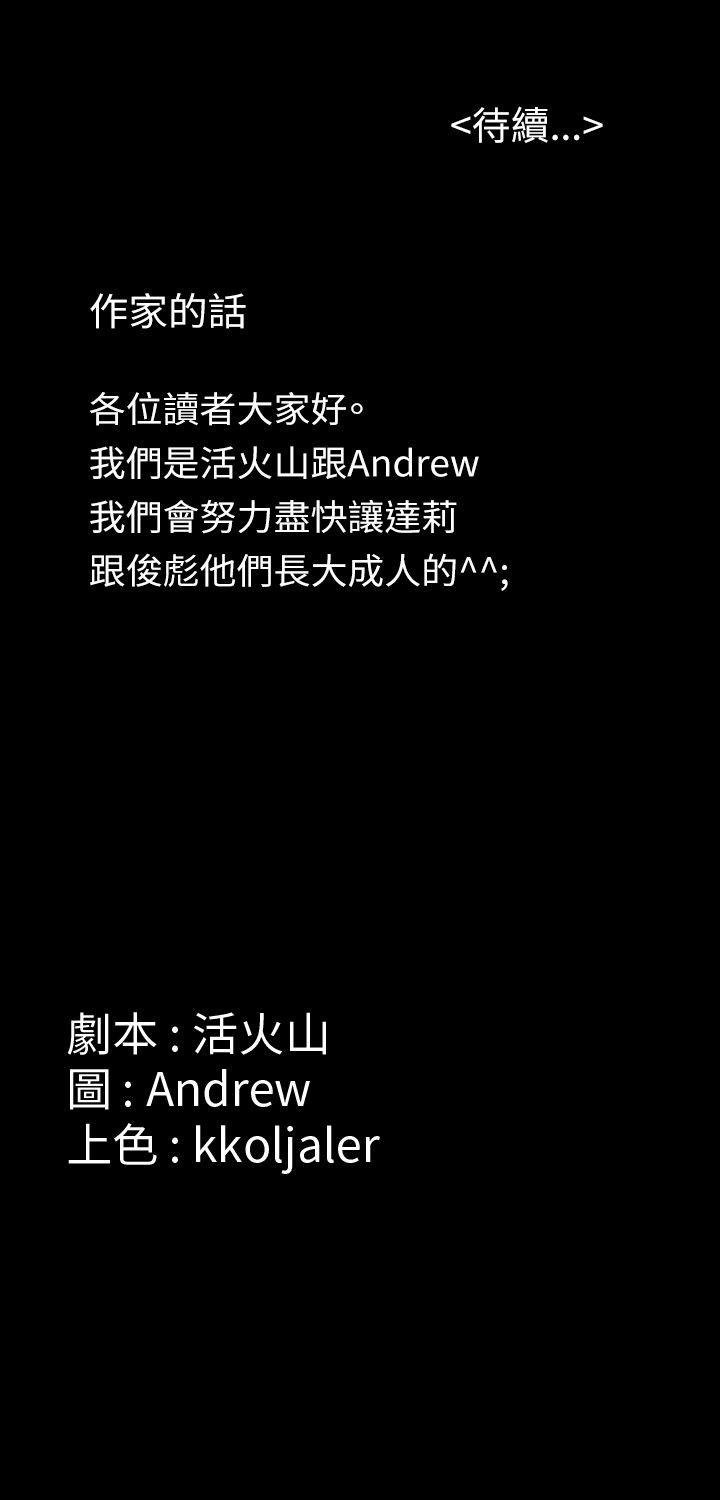 <待續...>
作家的話
各位讀者大家好。
我們是活火山跟Andrew
我們會努力盡快讓達莉
跟俊彪他們長大成人的^^;
劇本 : 活火山
圖 : Andrew
上色 : kkoljaler